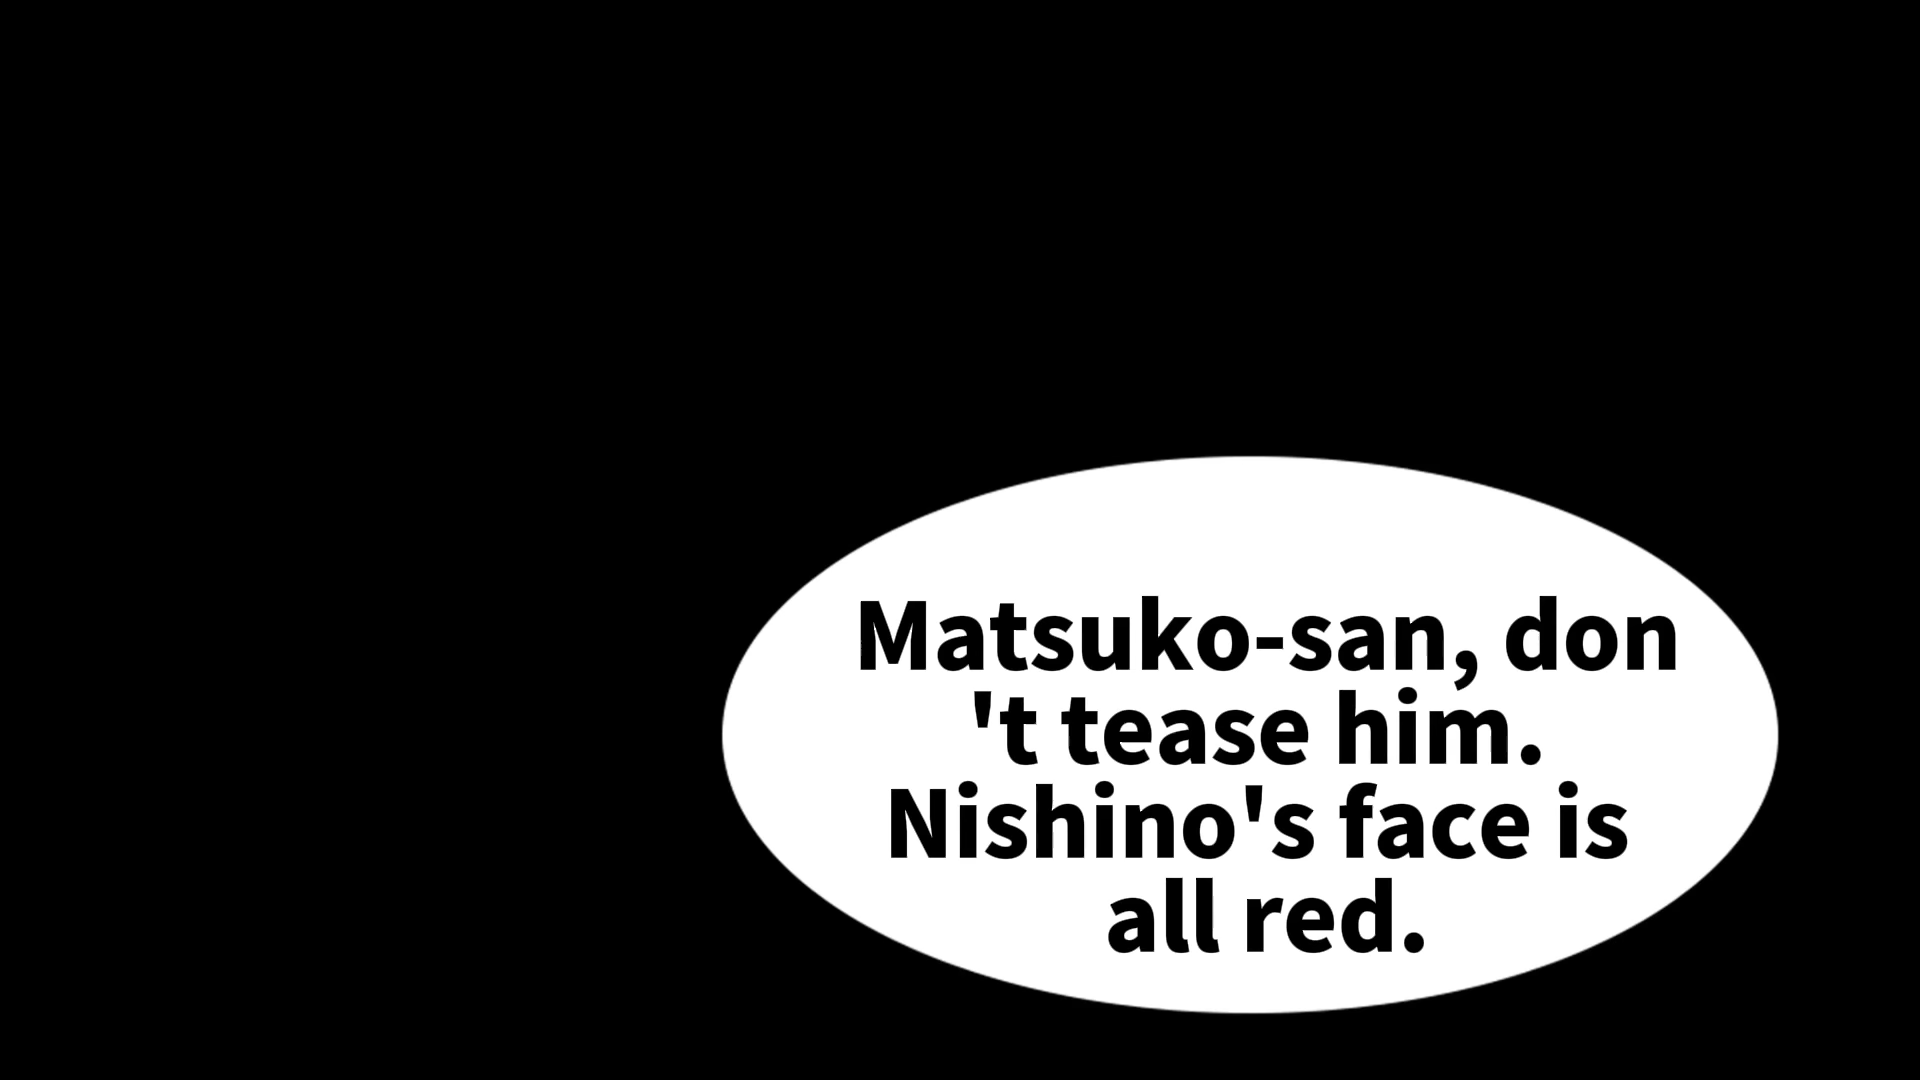 Matsuko-san, don
't tease him.
Nishino's face is
all red.